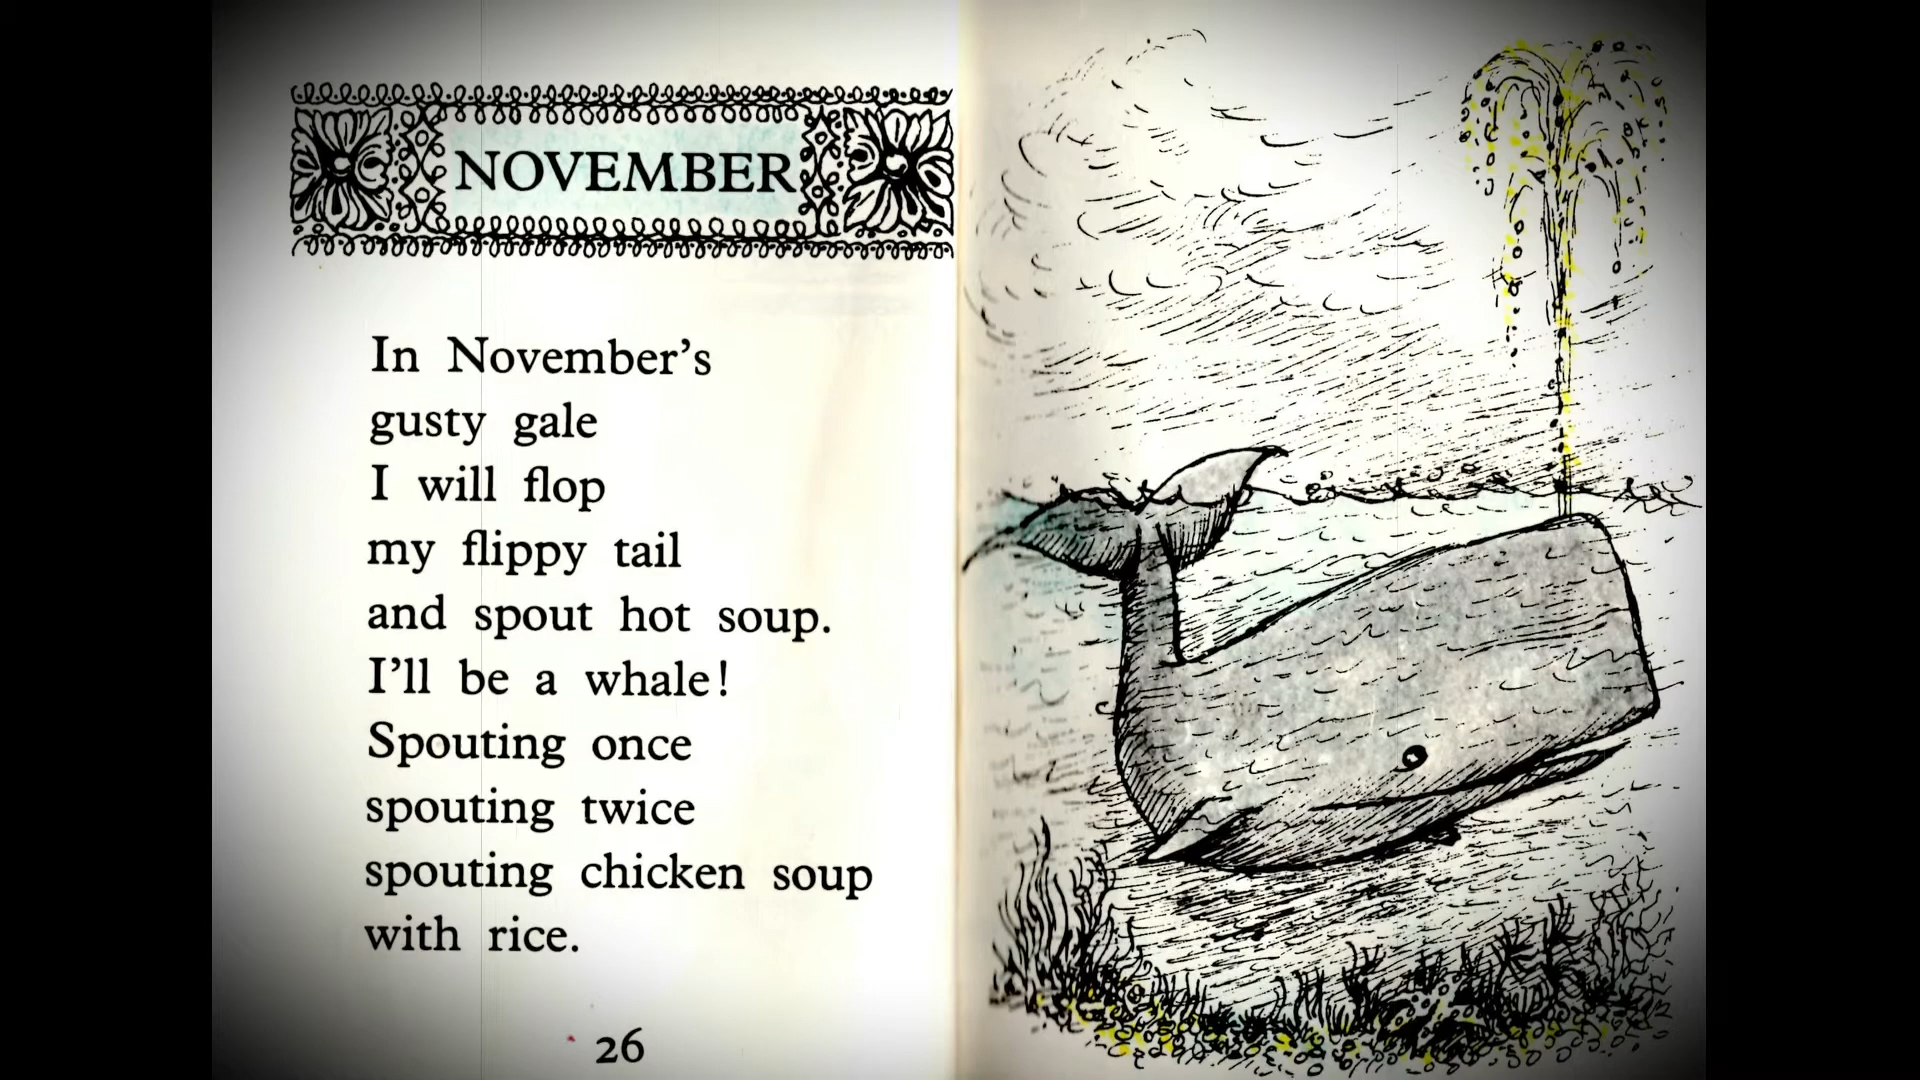 NOVEMBER
In November's
gusty gale
I will flop
my flippy tail
and spout hot soup.
I'll be a whale!
Spouting once
spouting twice
spouting chicken soup
with rice.
26